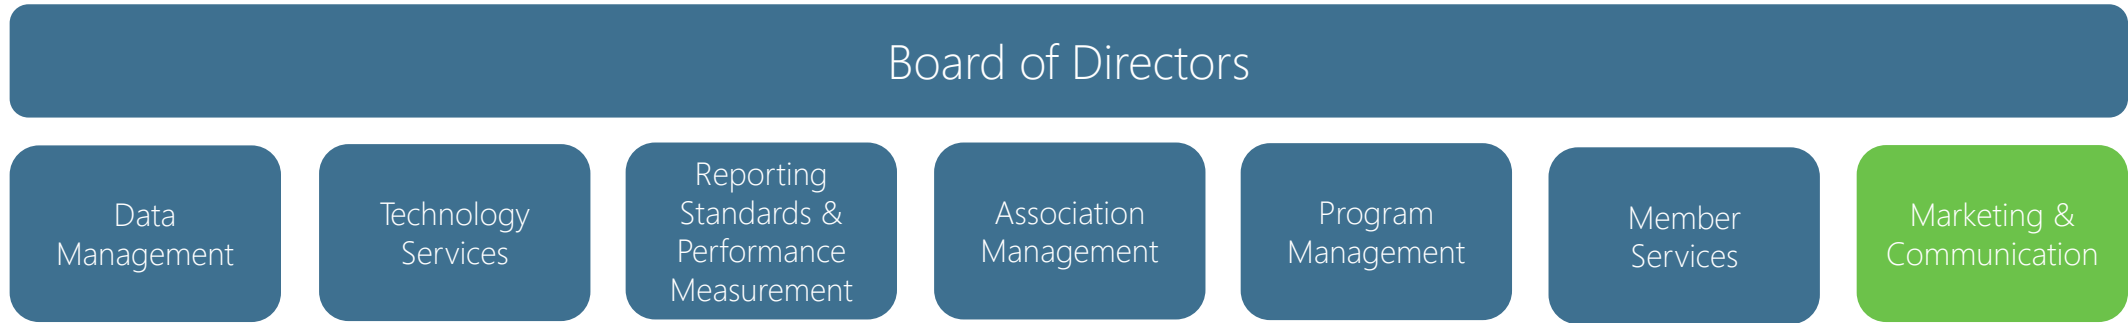 Board of Directors
Data
Management
Technology
Services
Reporting
Standards &
Performance
Measurement
Association
Management
Program
Management
Member
Services
Marketing &
Communication